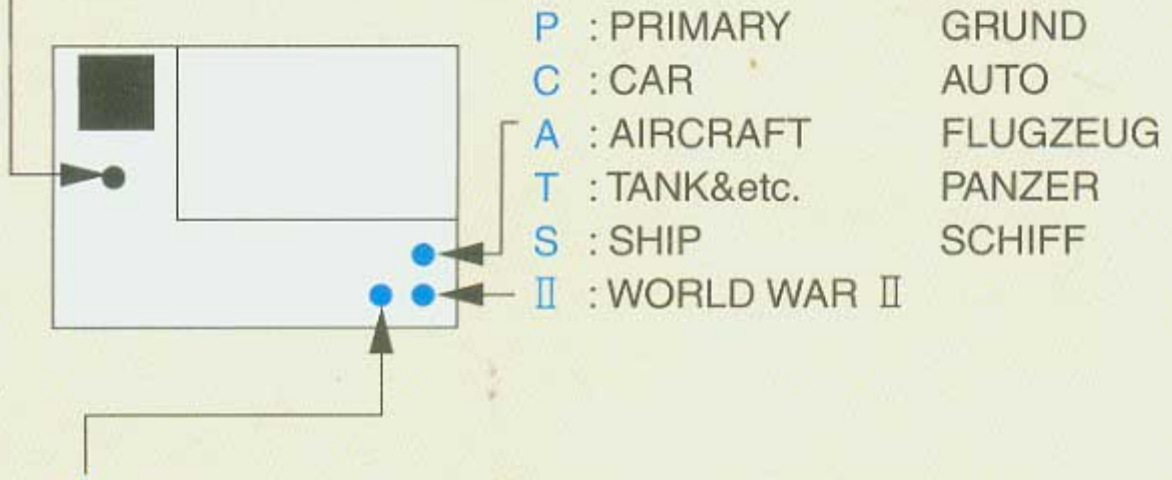 P : PRIMARY GRUND
C : CAR AUTO
A : AIRCRAFT FLUGZEUG
T : TANK&etc. PANZER
S : SHIP SCHIFF
Ⅱ : WORLD WAR Ⅱ